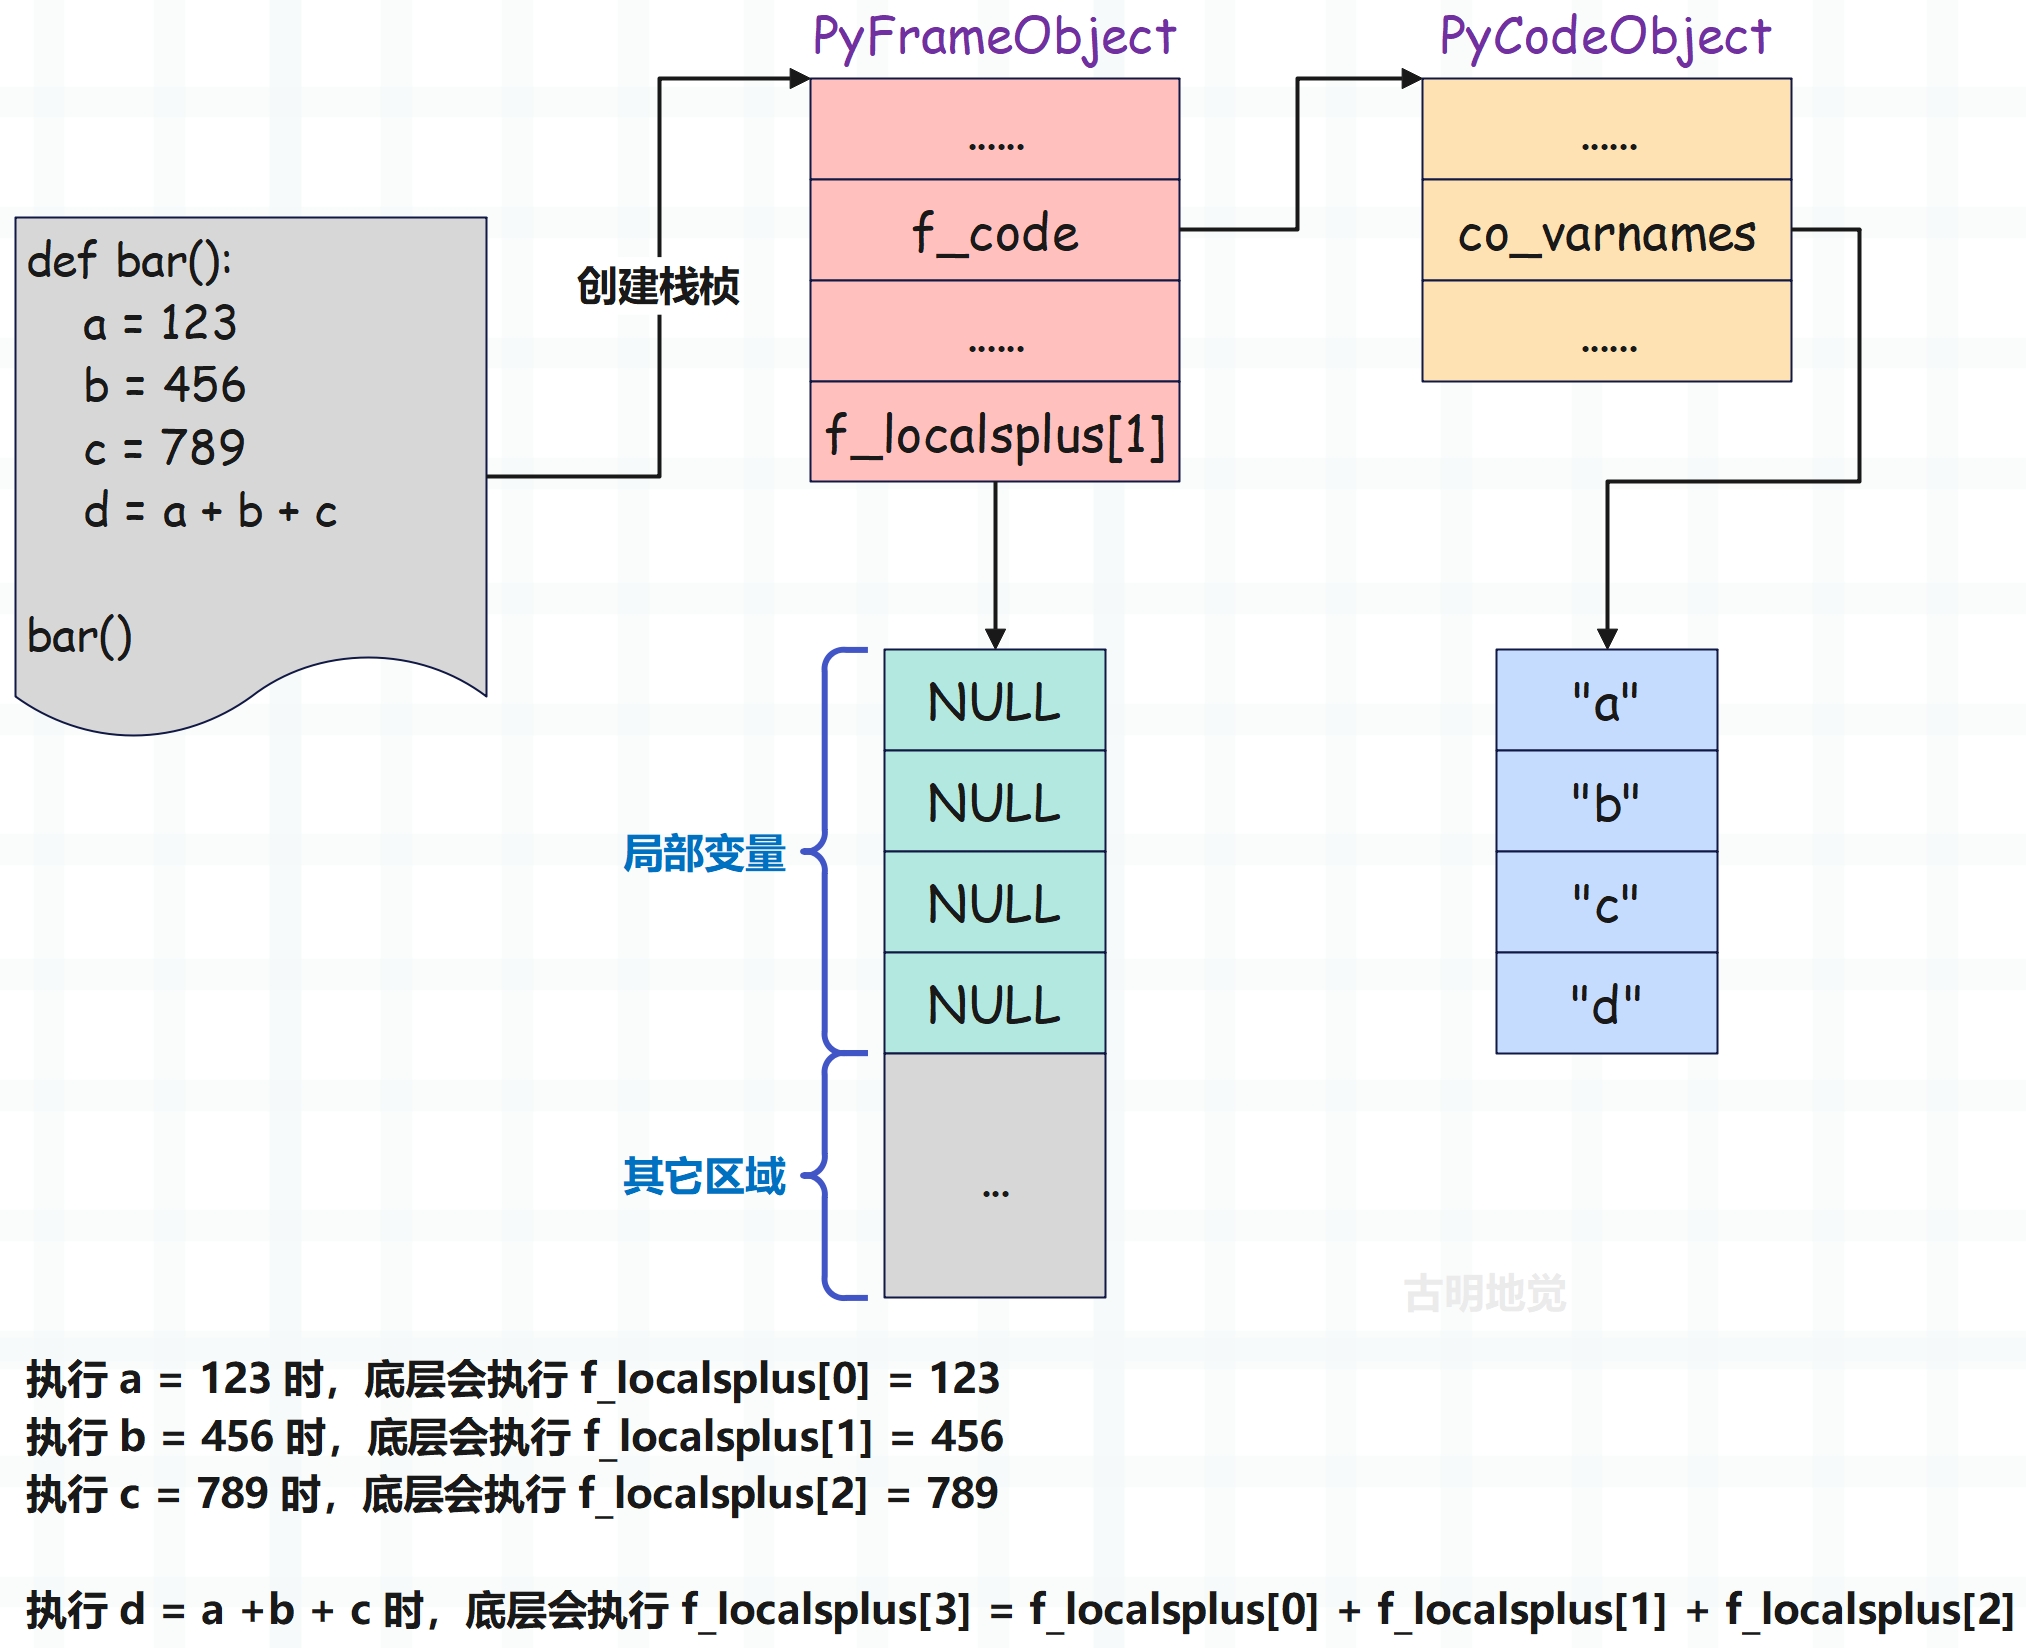 PyFrameObject
PyCodeObject
def bar():
a = 123
b = 456
c = 789
d = a + b + c
bar()
创建栈桢
......
f_code
......
f_localsplus[1]
......
co_varnames
......
局部变量
NULL
NULL
NULL
NULL
其它区域
...
"a"
"b"
"c"
"d"
古明地觉
执行 a = 123 时，底层会执行 f_localsplus[0] = 123
执行 b = 456 时，底层会执行 f_localsplus[1] = 456
执行 c = 789 时，底层会执行 f_localsplus[2] = 789
执行 d = a +b + c 时，底层会执行 f_localsplus[3] = f_localsplus[0] + f_localsplus[1] + f_localsplus[2]